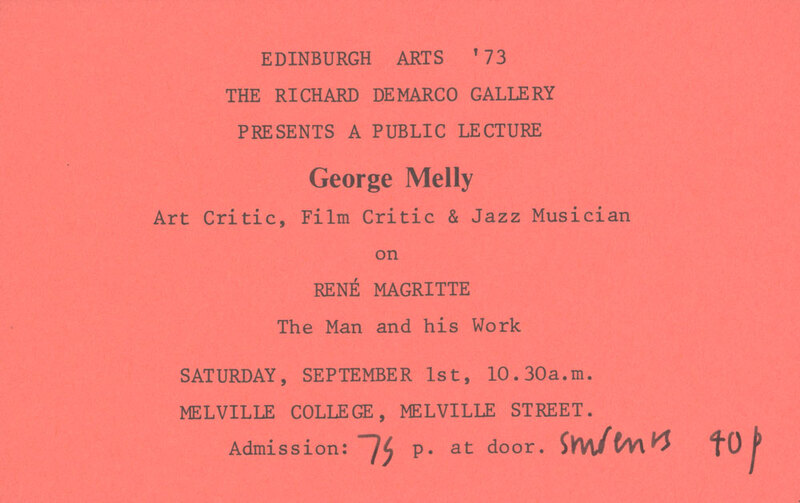 EDINBURGH ARTS '73
THE RICHARD DEMARCO GALLERY
PRESENTS A PUBLIC LECTURE
George Melly
Art Critic, Film Critic & Jazz Musician
on
RENÉ MAGRITTE
The Man and his Work
SATURDAY, SEPTEMBER 1st, 10.30a.m.
MELVILLE COLLEGE, MELVILLE STREET.
Admission: 75 p. at door. Students 40p